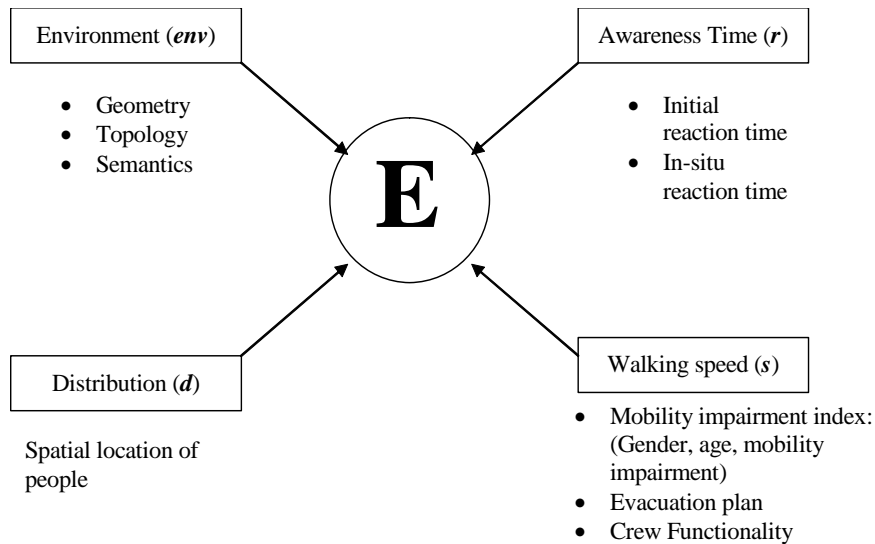 Environment (env)
• Geometry
• Topology
• Semantics
Awareness Time (r)
• Initial
reaction time
• In-situ
reaction time
E
Distribution (d)
Spatial location of
people
Walking speed (s)
• Mobility impairment index:
(Gender, age, mobility
impairment)
• Evacuation plan
• Crew Functionality